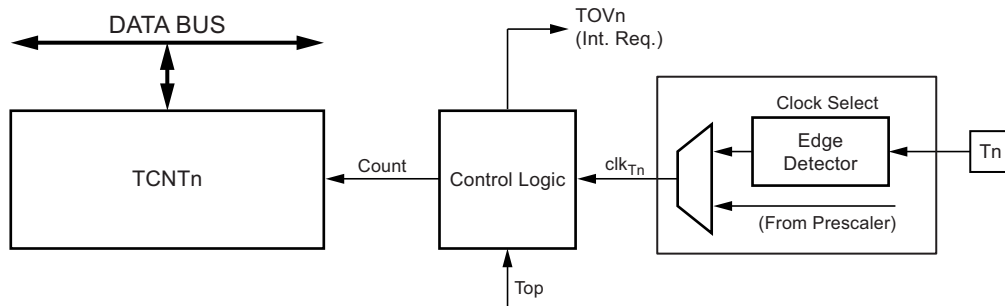 DATA BUS
TOVn
(Int. Req.)
Clock Select
TCNTn
Count
Control Logic
clkTn
Edge
Detector
Tn
(From Prescaler)
Top